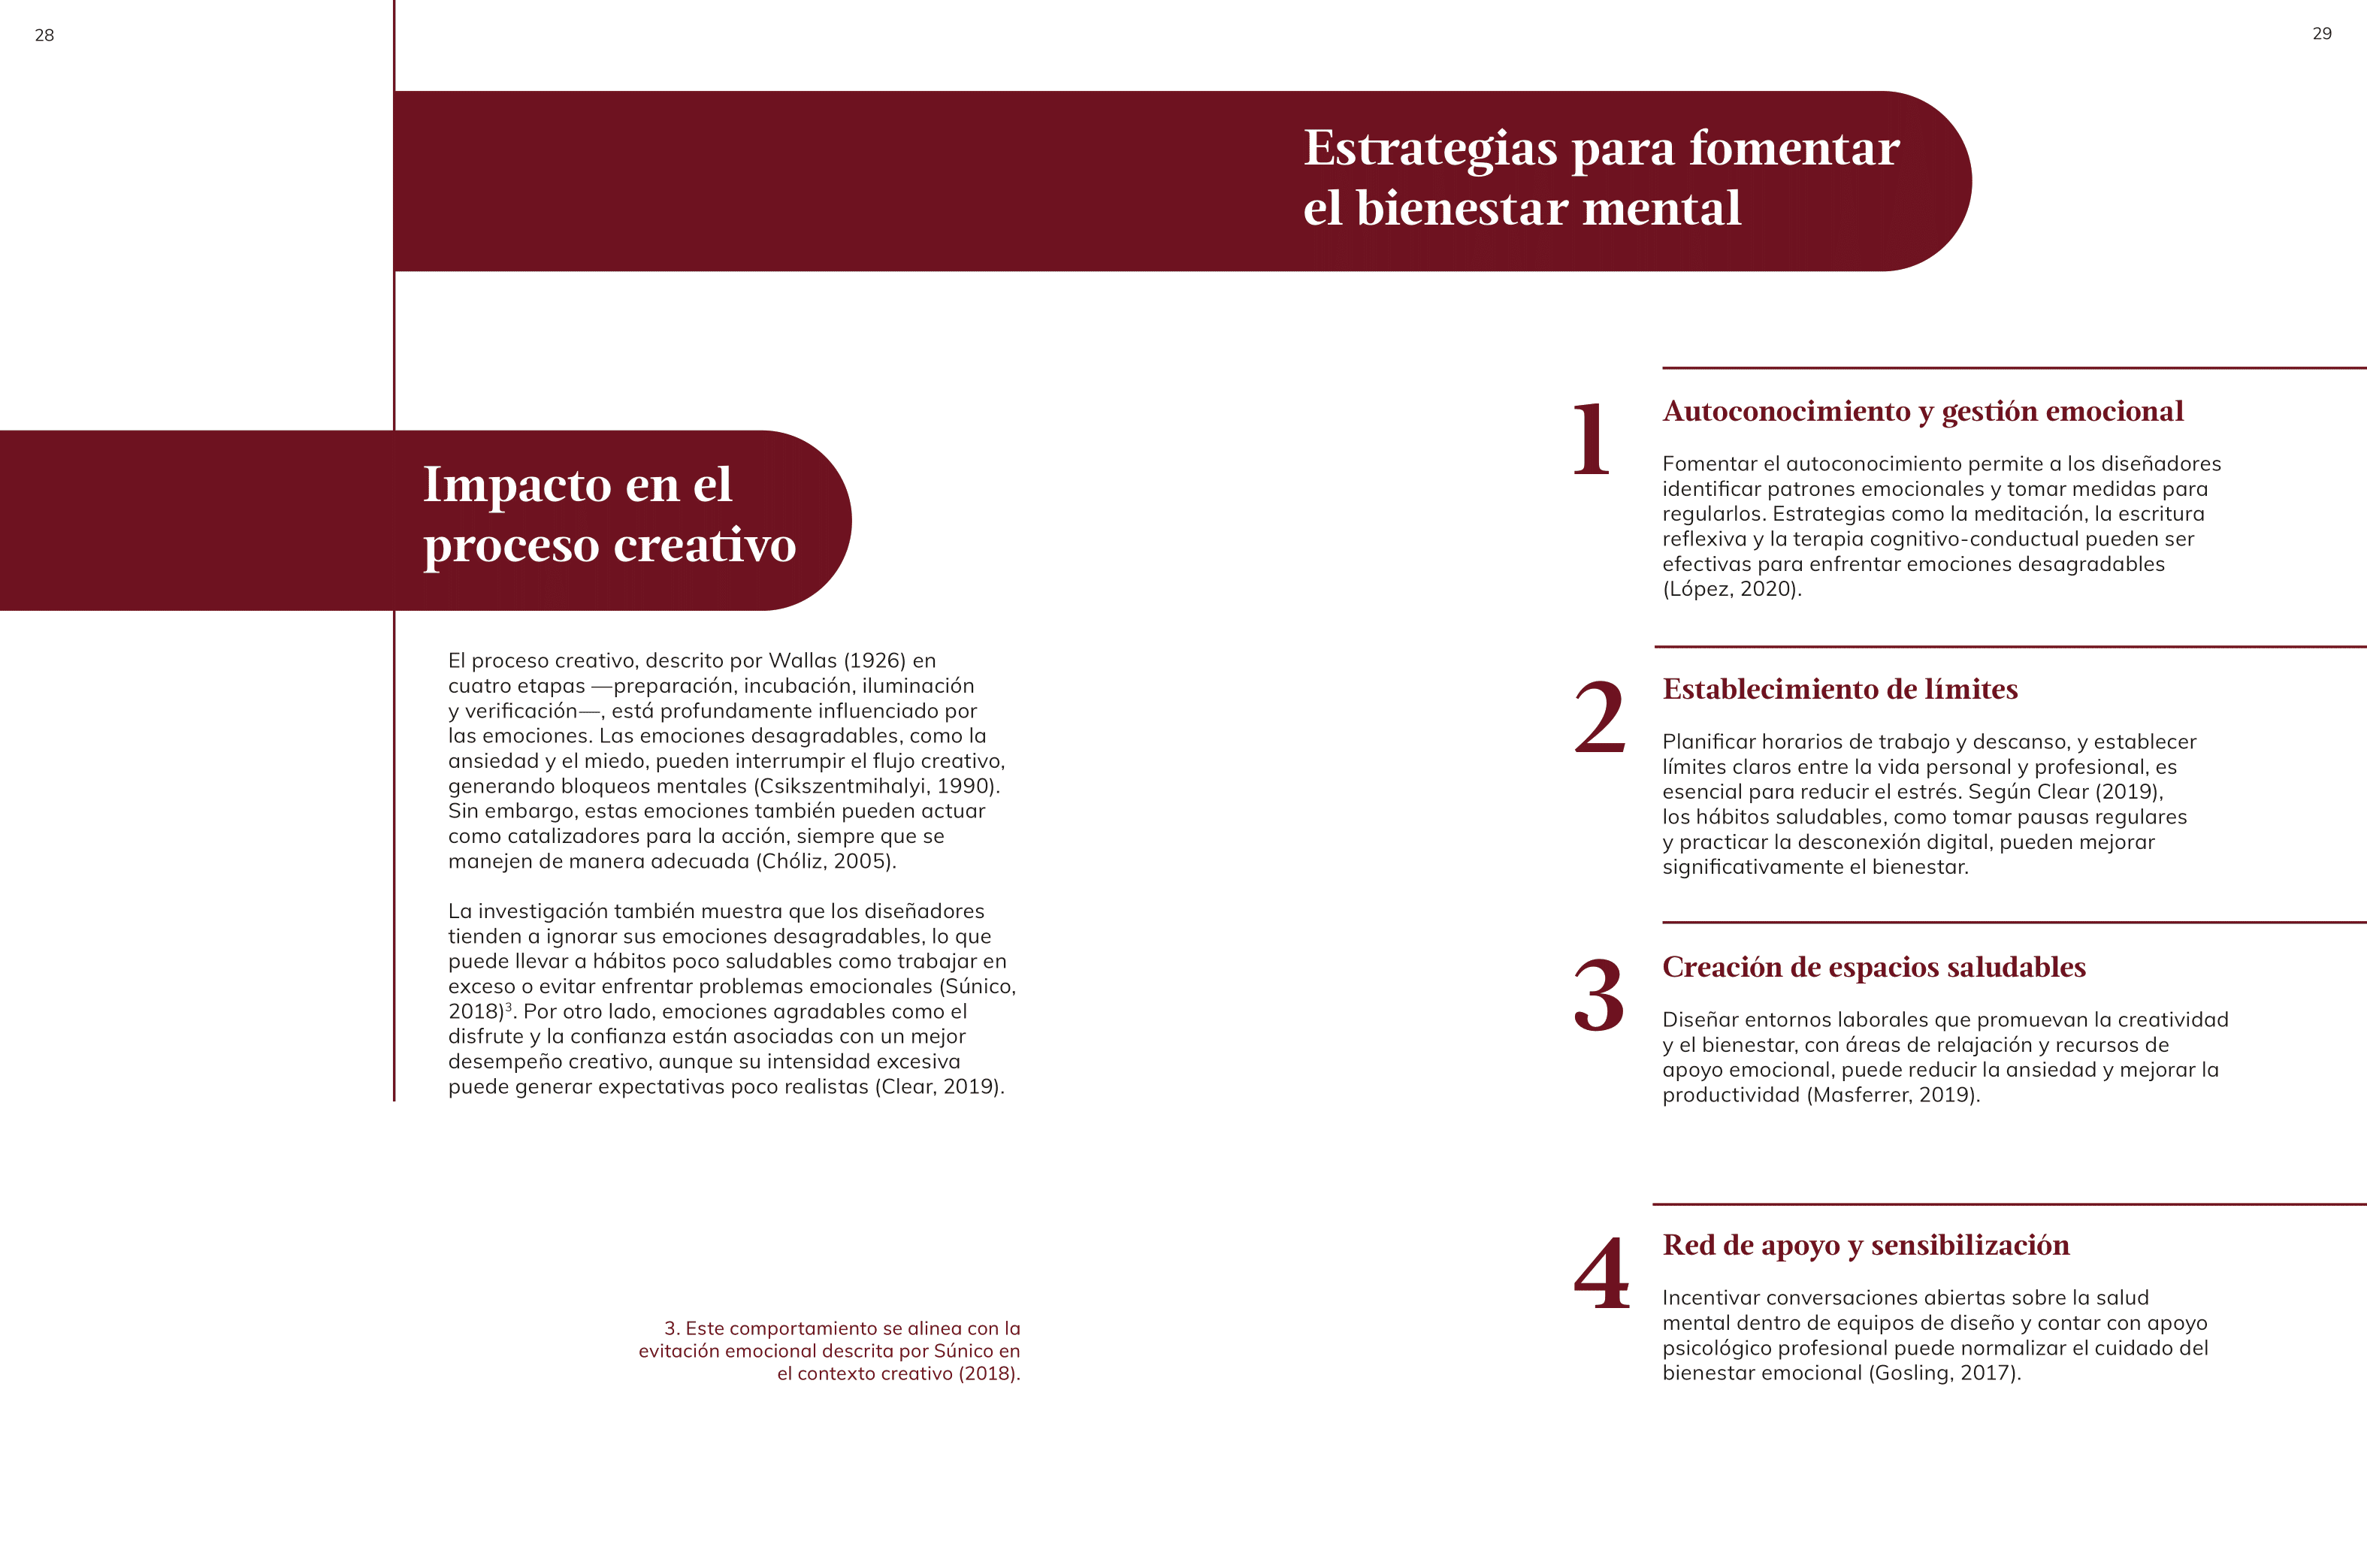 28
Impacto en el
proceso creativo
El proceso creativo, descrito por Wallas (1926) en
cuatro etapas —preparación, incubación, iluminación
y verificación—, está profundamente influenciado por
las emociones. Las emociones desagradables, como la
ansiedad y el miedo, pueden interrumpir el flujo creativo,
generando bloqueos mentales (Csikszentmihalyi, 1990).
Sin embargo, estas emociones también pueden actuar
como catalizadores para la acción, siempre que se
manejen de manera adecuada (Chóliz, 2005).
La investigación también muestra que los diseñadores
tienden a ignorar sus emociones desagradables, lo que
puede llevar a hábitos poco saludables como trabajar en
exceso o evitar enfrentar problemas emocionales (Súnico,
2018)³. Por otro lado, emociones agradables como el
disfrute y la confianza están asociadas con un mejor
desempeño creativo, aunque su intensidad excesiva
puede generar expectativas poco realistas (Clear, 2019).
3. Este comportamiento se alinea con la
evitación emocional descrita por Súnico en
el contexto creativo (2018).
29
Estrategias para fomentar
el bienestar mental
1
Autoconocimiento y gestión emocional
Fomentar el autoconocimiento permite a los diseñadores
identificar patrones emocionales y tomar medidas para
regularlos. Estrategias como la meditación, la escritura
reflexiva y la terapia cognitivo-conductual pueden ser
efectivas para enfrentar emociones desagradables
(López, 2020).
2
Establecimiento de límites
Planificar horarios de trabajo y descanso, y establecer
límites claros entre la vida personal y profesional, es
esencial para reducir el estrés. Según Clear (2019),
los hábitos saludables, como tomar pausas regulares
y practicar la desconexión digital, pueden mejorar
significativamente el bienestar.
3
Creación de espacios saludables
Diseñar entornos laborales que promuevan la creatividad
y el bienestar, con áreas de relajación y recursos de
apoyo emocional, puede reducir la ansiedad y mejorar la
productividad (Masferrer, 2019).
4
Red de apoyo y sensibilización
Incentivar conversaciones abiertas sobre la salud
mental dentro de equipos de diseño y contar con apoyo
psicológico profesional puede normalizar el cuidado del
bienestar emocional (Gosling, 2017).